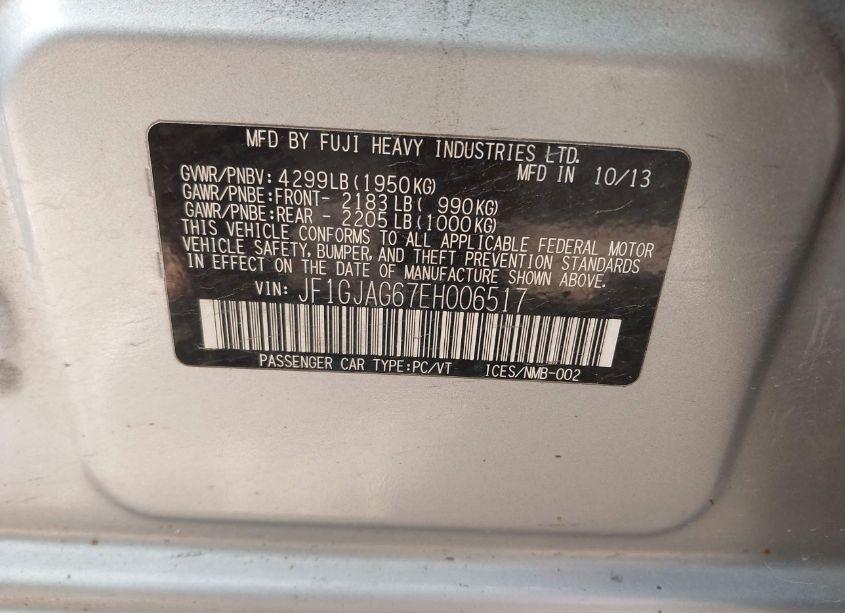 MFD BY FUJI HEAVY INDUSTRIES LTD.
GVWR/PNBV: 4299LB(1950KG) MFD IN 10/13
GAWR/PNBE:FRONT- 2183LB( 990KG)
GAWR/PNBE:REAR - 2205LB(1000KG)
THIS VEHICLE CONFORMS TO ALL APPLICABLE FEDERAL MOTOR
VEHICLE SAFETY, BUMPER, AND THEFT PREVENTION STANDARDS
IN EFFECT ON THE DATE OF MANUFACTURE SHOWN ABOVE.
VIN: JF1GJAG67EH006517
PASSENGER CAR TYPE:PC/VT ICES/NMB-002